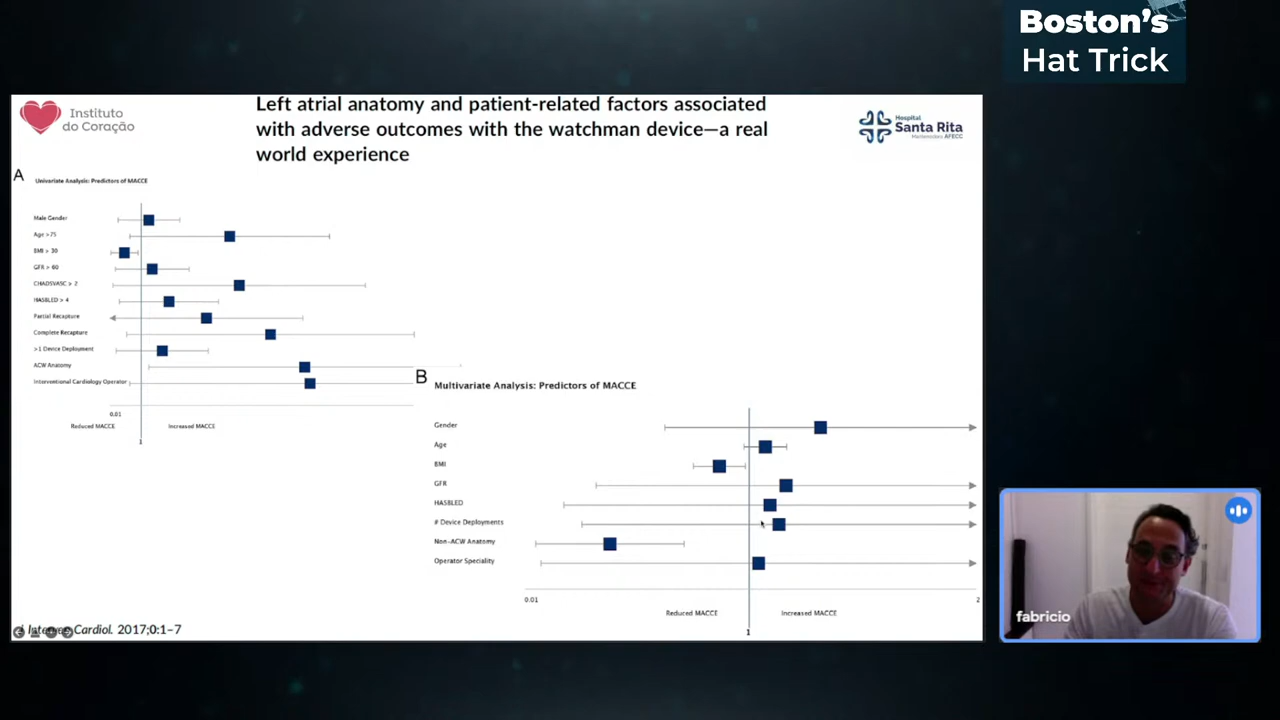 Boston's
Hat Trick
Instituto
do Coração
Left atrial anatomy and patient-related factors associated
with adverse outcomes with the watchman device—a real
world experience
Hospital
Santa Rita
Mantenedora AFECC
A
Univariate Analysis: Predictors of MACCE
Male Gender
Age >75
BMI > 30
GFR > 60
CHADSVASC > 2
HASBLED > 4
Partial Recapture
Complete Recapture
>1 Device Deployment
ACW Anatomy
Interventional Cardiology Operator
0.01
Reduced MACCE
Increased MACCE
1
B
Multivariate Analysis: Predictors of MACCE
Gender
Age
BMI
GFR
HASBLED
# Device Deployments
Non-ACW Anatomy
Operator Speciality
0.01
2
Reduced MACCE
Increased MACCE
1
Cardiol. 2017;0:1–7
fabricio